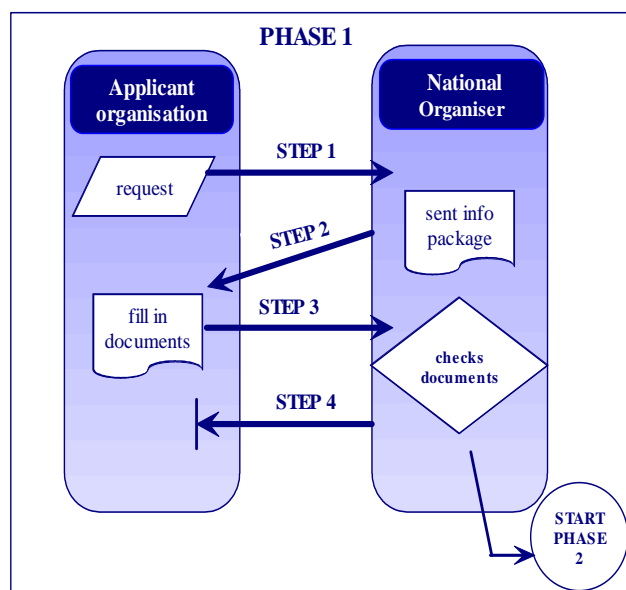 PHASE 1
Applicant
organisation
National
Organiser
STEP 1
request
sent info
package
STEP 2
fill in
documents
STEP 3
checks
documents
STEP 4
START
PHASE
2